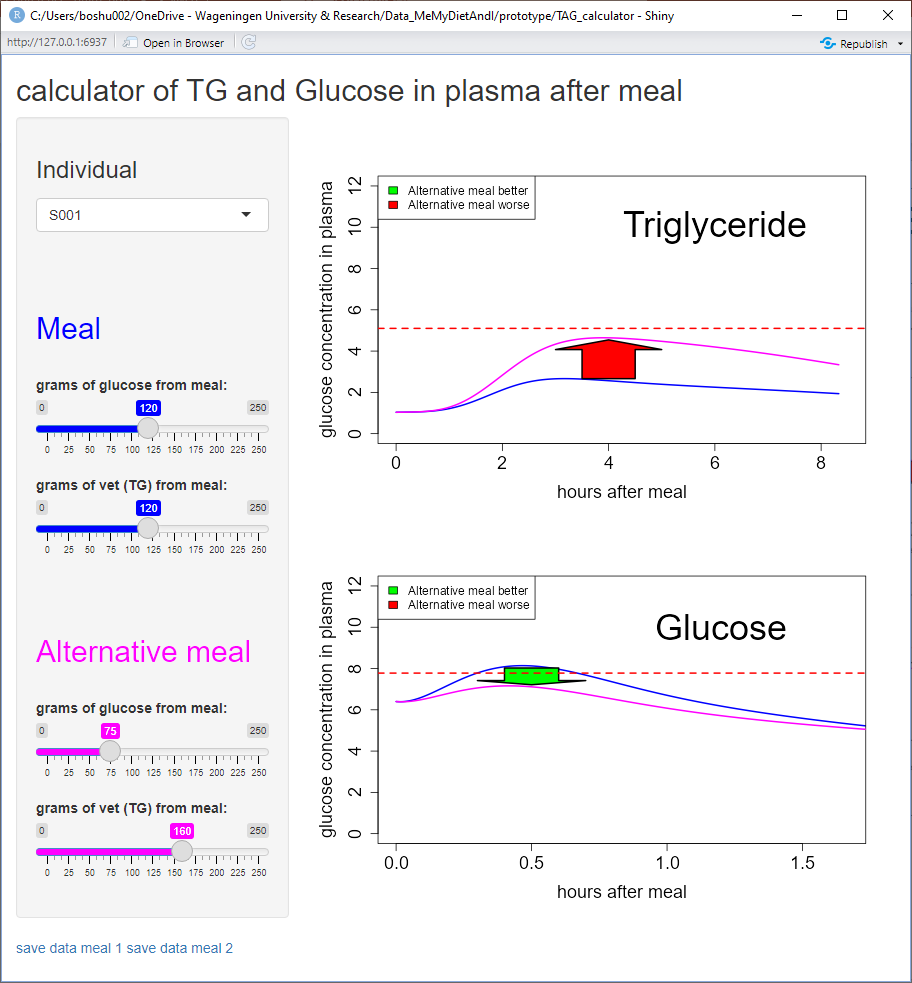 R C:/Users/boshu002/OneDrive - Wageningen University & Research/Data_MeMyDietAndI/prototype/TAG_calculator - Shiny
http://127.0.0.1:6937 Open in Browser Republish
calculator of TG and Glucose in plasma after meal
Individual
S001
Meal
grams of glucose from meal:
0 120 250
0 25 50 75 100 125 150 175 200 225 250
grams of vet (TG) from meal:
0 120 250
0 25 50 75 100 125 150 175 200 225 250
Alternative meal
grams of glucose from meal:
0 75 250
0 25 50 75 100 125 150 175 200 225 250
grams of vet (TG) from meal:
0 160 250
0 25 50 75 100 125 150 175 200 225 250
save data meal 1 save data meal 2
Alternative meal better
Alternative meal worse
Triglyceride
glucose concentration in plasma
12
10
8
6
4
2
0
0 2 4 6 8
hours after meal
Alternative meal better
Alternative meal worse
Glucose
glucose concentration in plasma
12
10
8
6
4
2
0
0.0 0.5 1.0 1.5
hours after meal